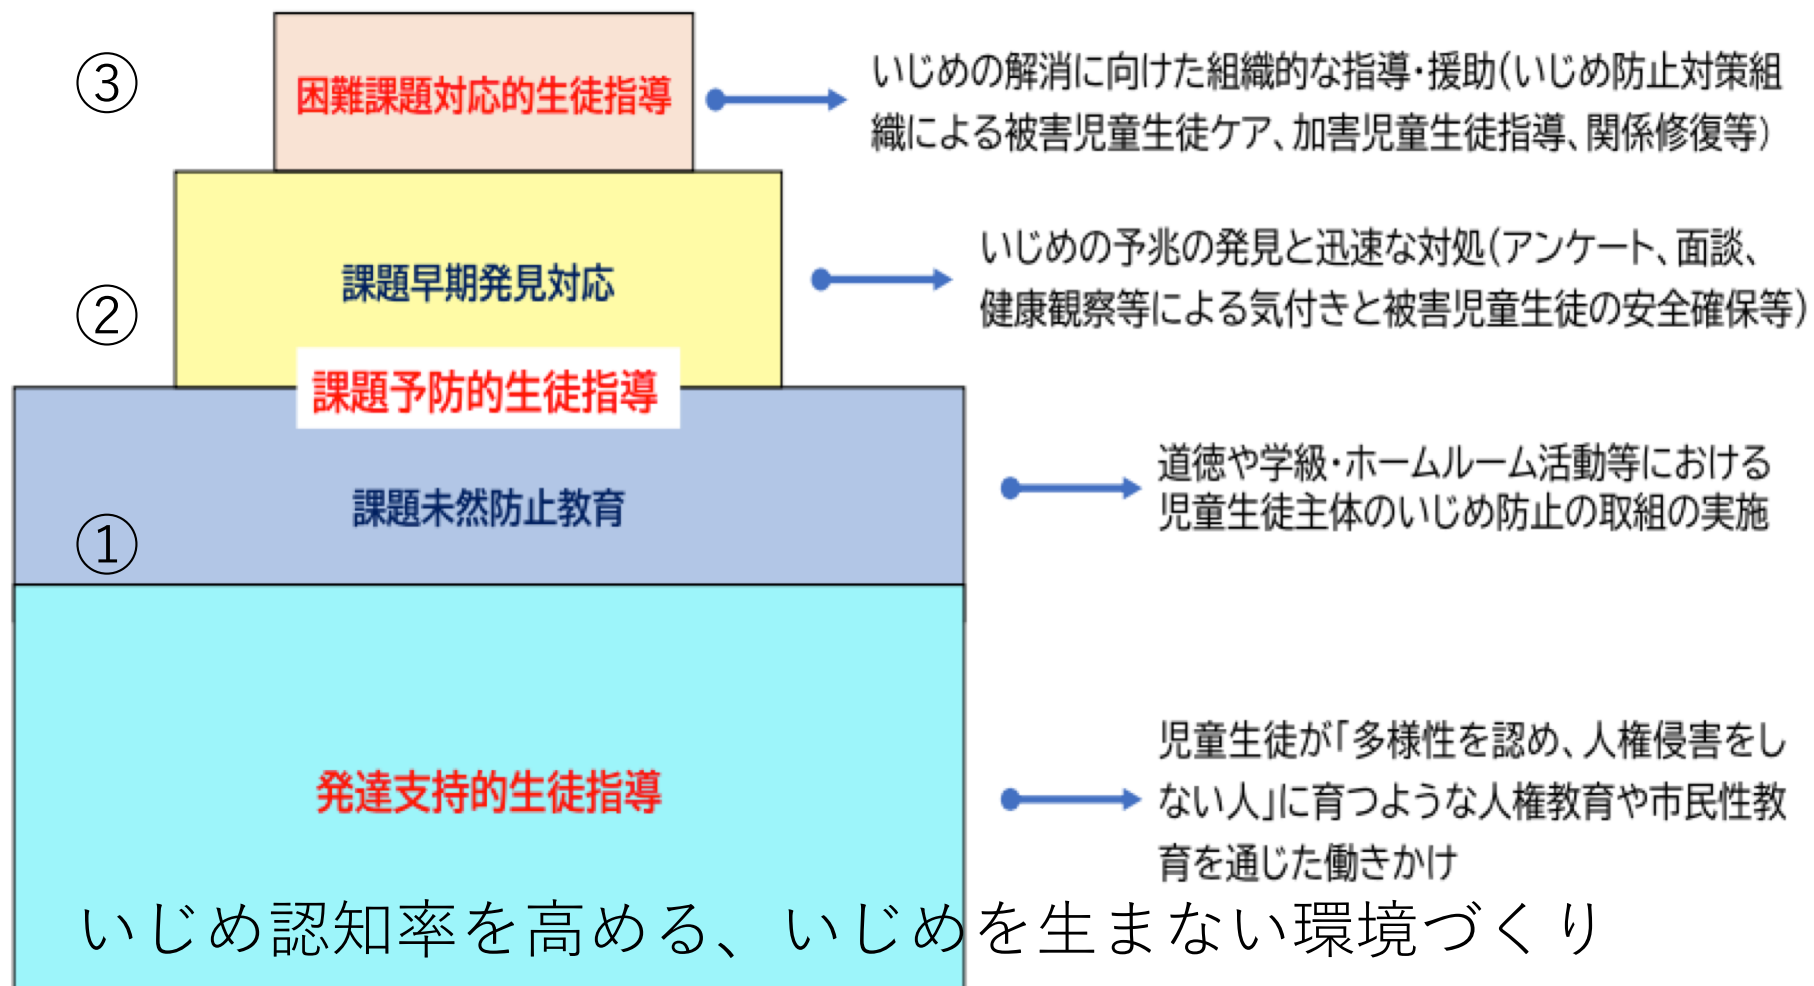 ③
困難課題対応的生徒指導
いじめの解消に向けた組織的な指導・援助(いじめ防止対策組
織による被害児童生徒ケア、加害児童生徒指導、関係修復等)
②
課題早期発見対応
いじめの予兆の発見と迅速な対処(アンケート、面談、
健康観察等による気付きと被害児童生徒の安全確保等)
課題予防的生徒指導
①
課題未然防止教育
道徳や学級・ホームルーム活動等における
児童生徒主体のいじめ防止の取組の実施
発達支持的生徒指導
児童生徒が「多様性を認め、人権侵害をし
ない人」に育つような人権教育や市民性教
育を通じた働きかけ
いじめ認知率を高める、いじめを生まない環境づくり